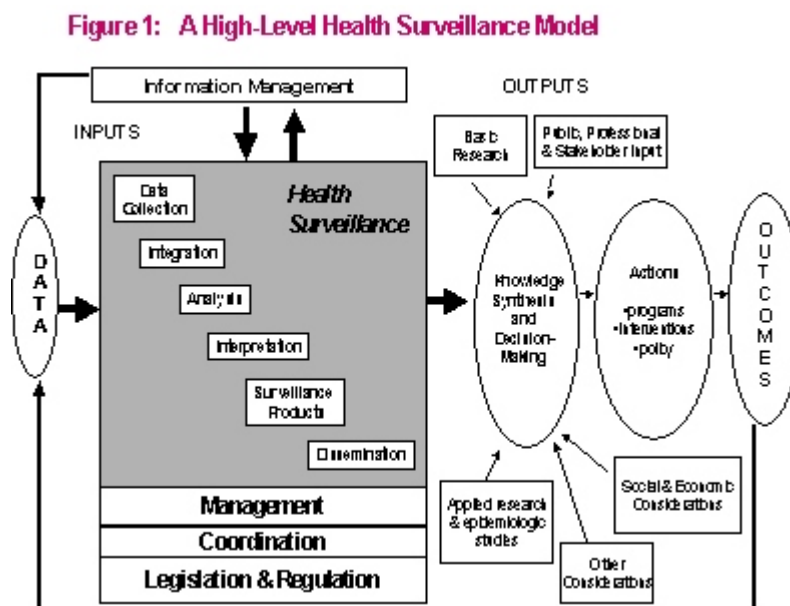 Figure 1: A High-Level Health Surveillance Model
Information Management
INPUTS
OUTPUTS
Basic
Research
Public, Professional
& Stakeholder Input
Health
Surveillance
Data
Collection
Integration
Analysis
Interpretation
Surveillance
Products
Dissemination
DATA
Knowledge
Synthesis
and
Decision-
Making
Actions
•programs
•interventions
•policy
OUTCOMES
Management
Coordination
Legislation & Regulation
Applied research
& epidemiologic
studies
Other
Considerations
Social & Economic
Considerations